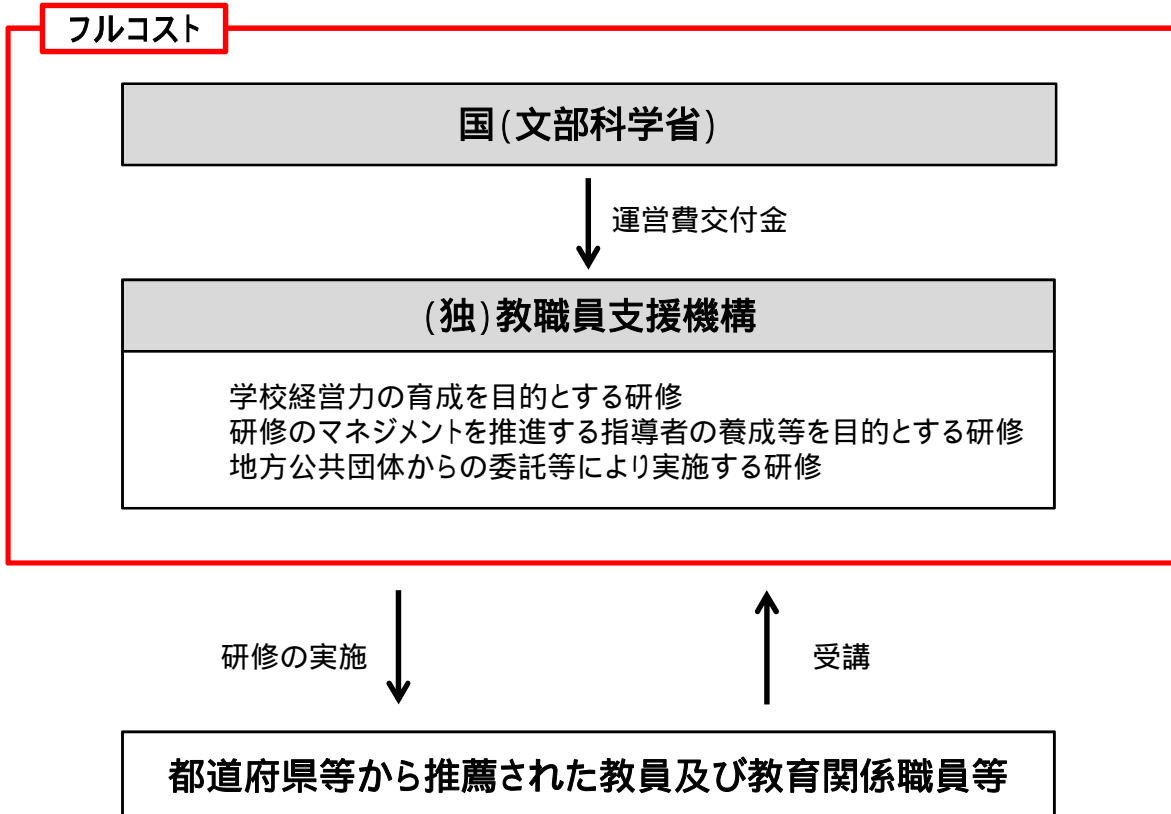 フルコスト
国(文部科学省)
運営費交付金
(独)教職員支援機構
学校経営力の育成を目的とする研修
研修のマネジメントを推進する指導者の養成等を目的とする研修
地方公共団体からの委託等により実施する研修
研修の実施
受講
都道府県等から推薦された教員及び教育関係職員等